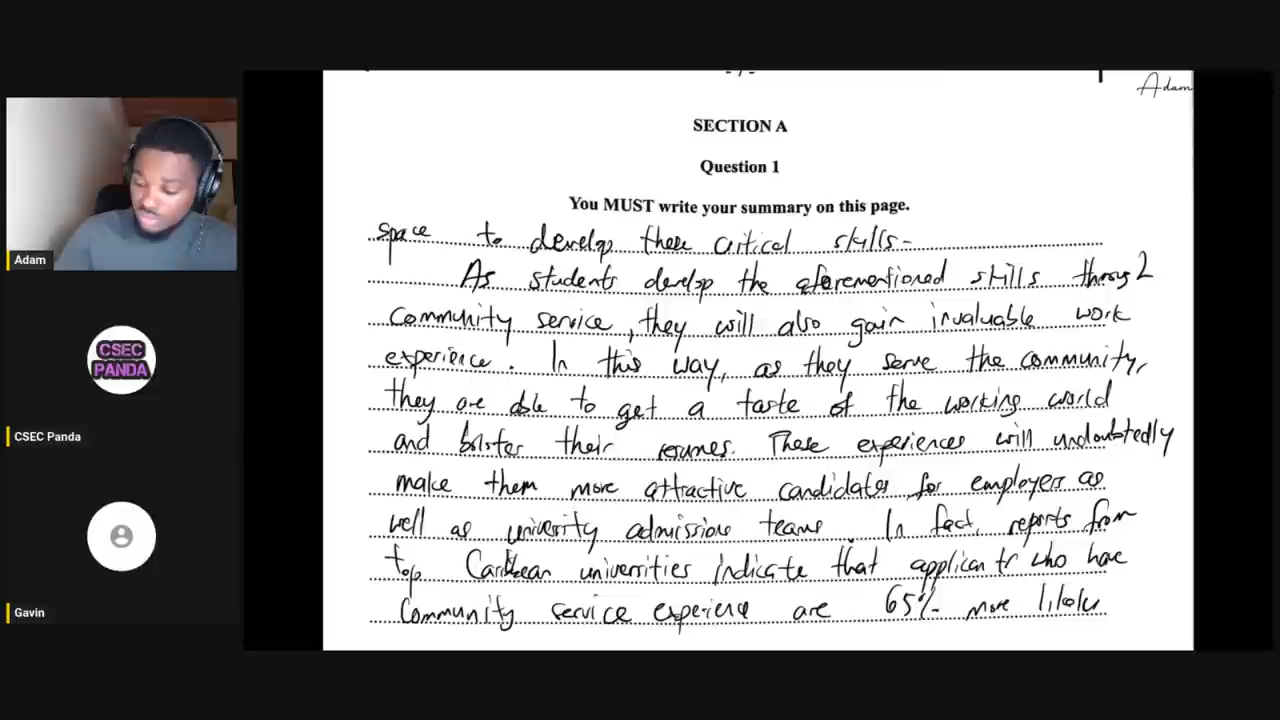 Adam
SECTION A
Question 1
You MUST write your summary on this page.
space to develop these critical skills.
As students develop the aforementioned skills through
community service, they will also gain invaluable work
experience. In this way, as they serve the community,
they are able to get a taste of the working world
and bolster their resumes. These experiences will undoubtedly
make them more attractive candidates for employers as
well as university admissions teams. In fact, reports from
top Caribbean universities indicate that applicants who have
community service experience are 65% more likely
Adam
CSEC
PANDA
CSEC Panda
Gavin